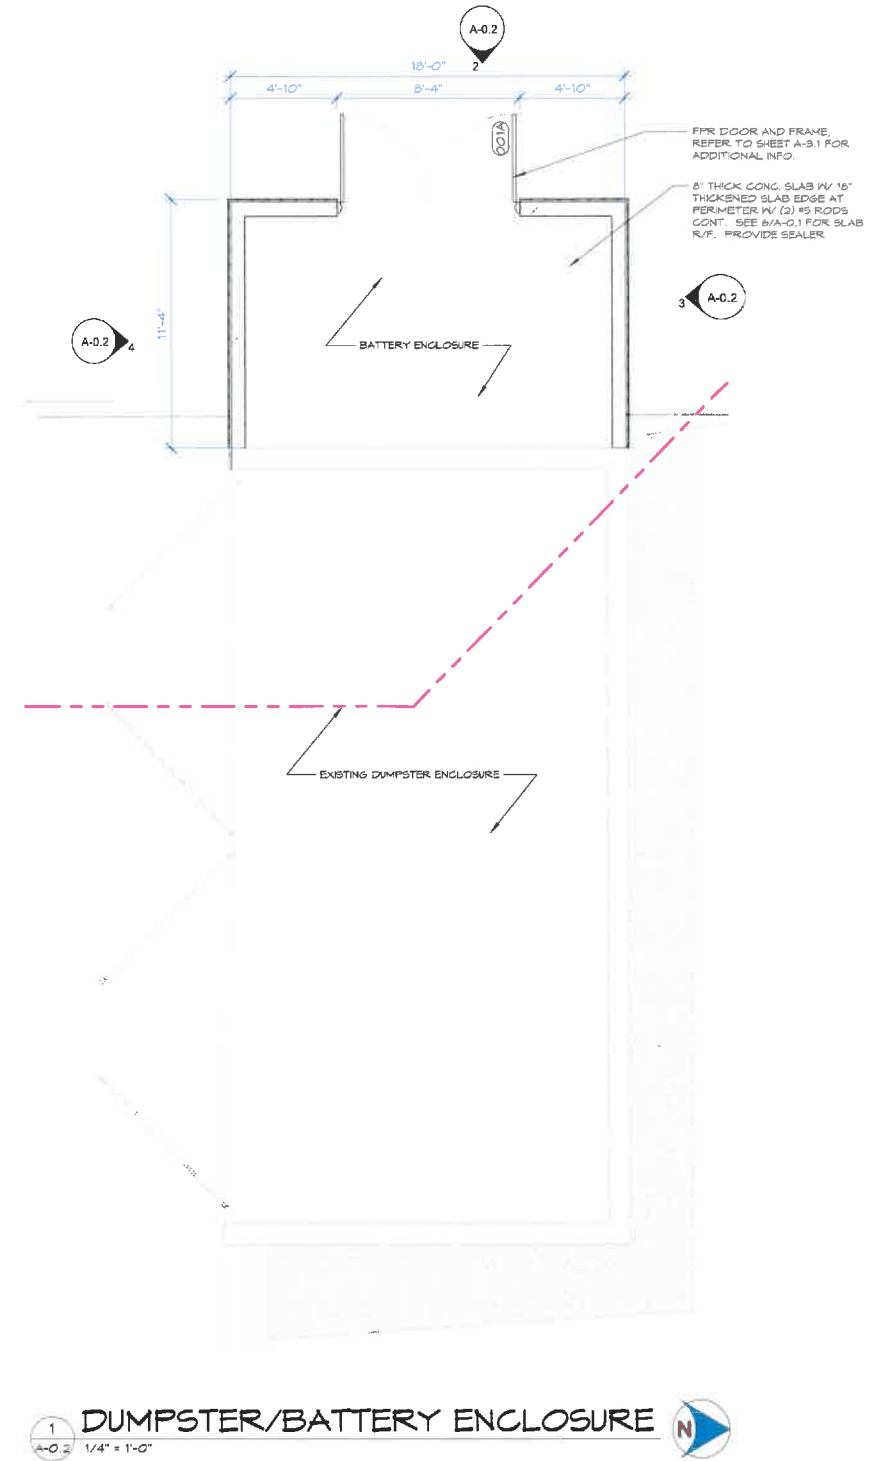 A-0.2
2
18'-0"
4'-10"
8'-4"
4'-10"
001A
FPR DOOR AND FRAME,
REFER TO SHEET A-3.1 FOR
ADDITIONAL INFO.
8" THICK CONC. SLAB W/ 18"
THICKENED SLAB EDGE AT
PERIMETER W/ (2) #5 RODS
CONT. SEE 6/A-0.1 FOR SLAB
R/F. PROVIDE SEALER
A-0.2
3
11'-4"
A-0.2
4
BATTERY ENCLOSURE
EXISTING DUMPSTER ENCLOSURE
1
A-0.2
DUMPSTER/BATTERY ENCLOSURE
1/4" = 1'-0"
N